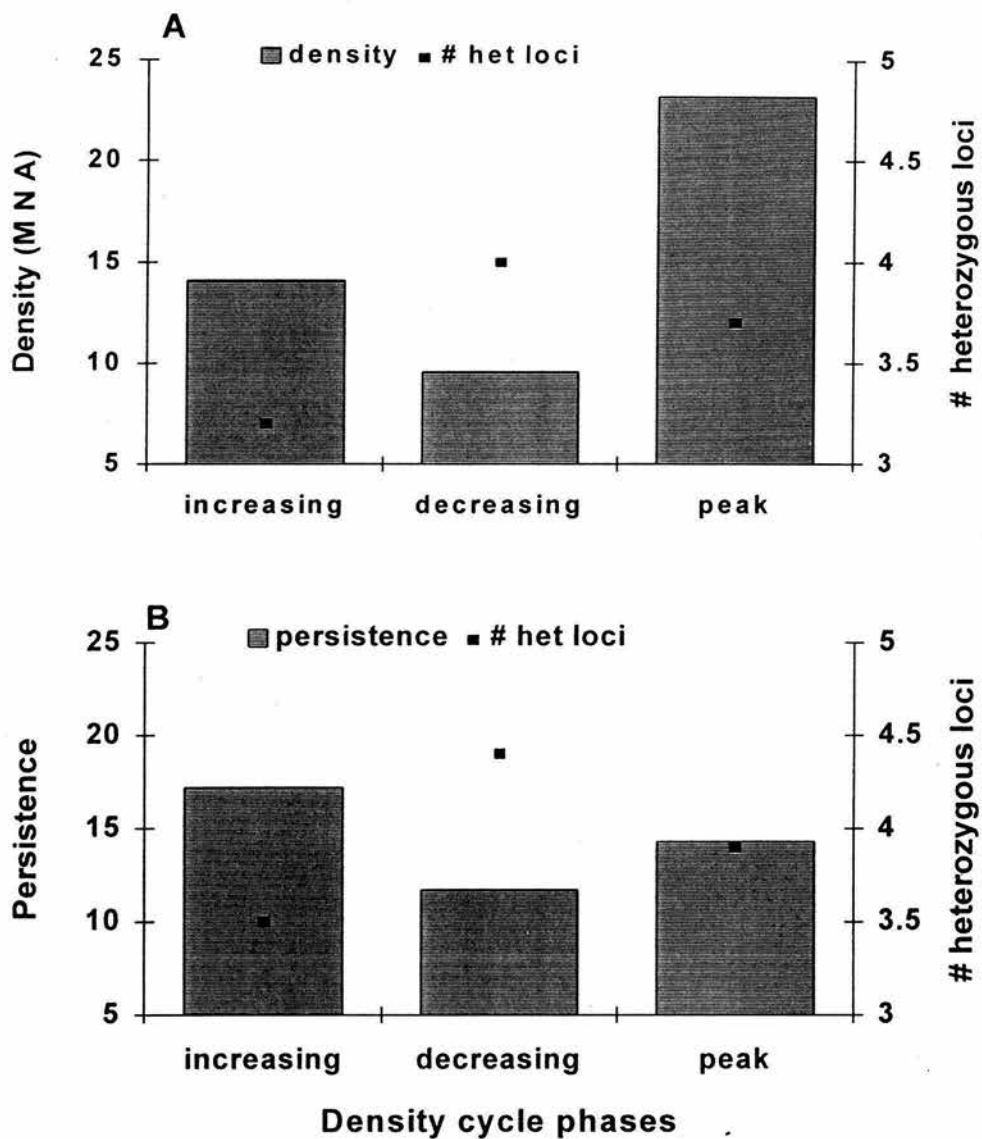 A
density # het loci
25
20
15
10
5
Density (M N A)
5
4.5
4
3.5
3
# heterozygous loci
increasing decreasing peak
B
persistence # het loci
25
20
15
10
5
Persistence
5
4.5
4
3.5
3
# heterozygous loci
increasing decreasing peak
Density cycle phases